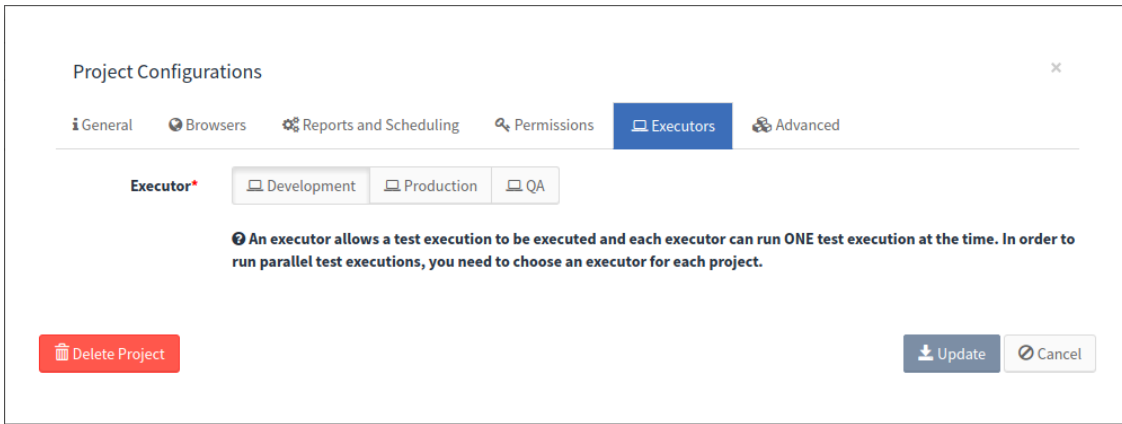 Project Configurations
×
General Browsers Reports and Scheduling Permissions Executors Advanced
Executor* Development Production QA
An executor allows a test execution to be executed and each executor can run ONE test execution at the time. In order to
run parallel test executions, you need to choose an executor for each project.
Delete Project Update Cancel